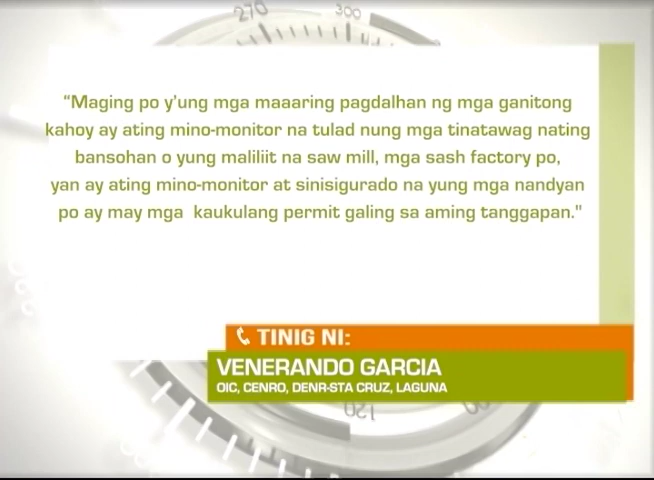 270
300
"Maging po y'ung mga maaaring pagdalhan ng mga ganitong
kahoy ay ating mino-monitor na tulad nung mga tinatawag nating
bansohan o yung maliliit na saw mill, mga sash factory po,
yan ay ating mino-monitor at sinisigurado na yung mga nandyan
po ay may mga kaukulang permit galing sa aming tanggapan."
TINIG NI:
VENERANDO GARCIA
OIC, CENRO, DENR-STA CRUZ, LAGUNA
120